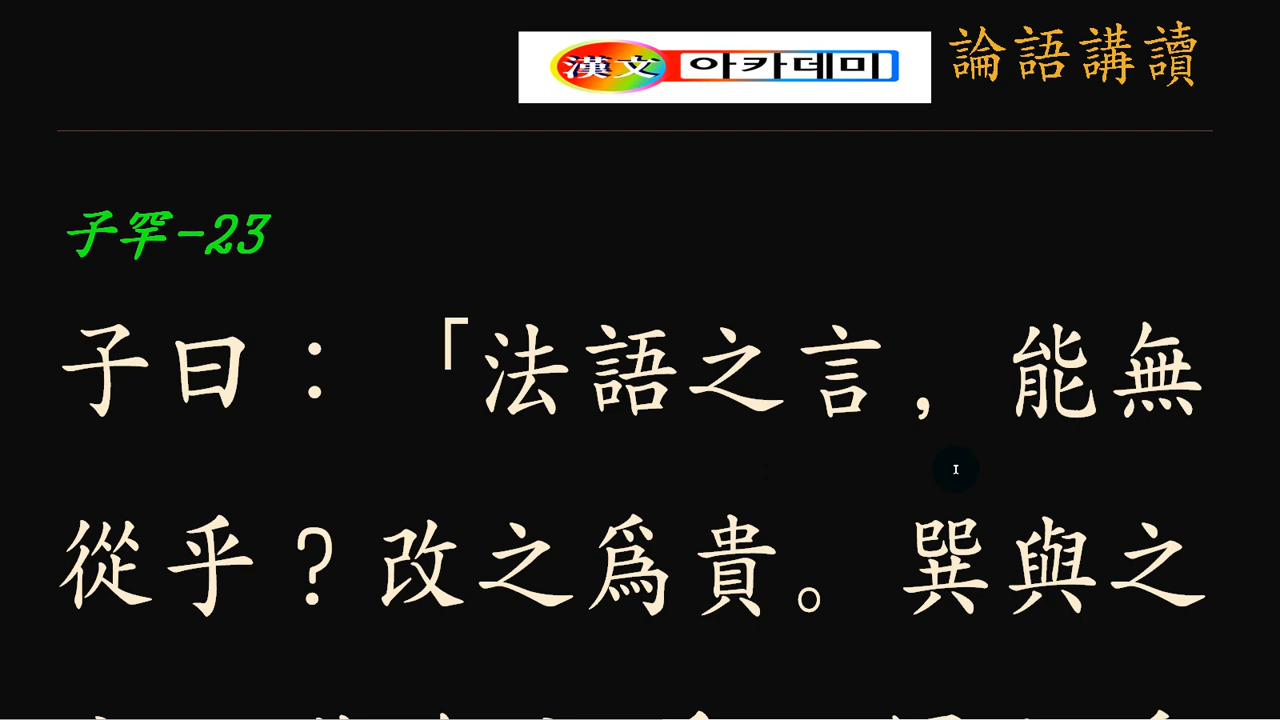 漢文 아카데미 論語講讀
子罕-23
子曰：「法語之言，能無
從乎？改之爲貴。巽與之